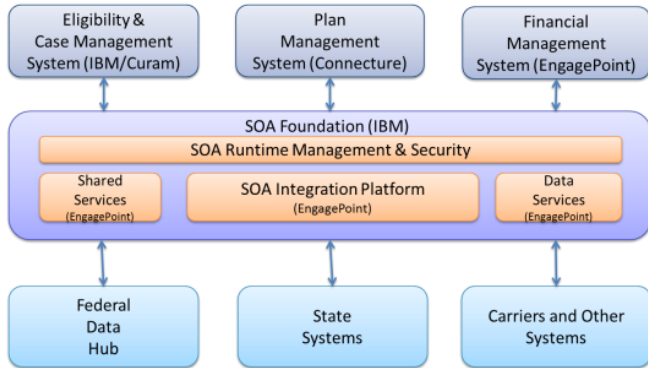 Eligibility &
Case Management
System (IBM/Curam)
Plan
Management
System (Connecture)
Financial
Management
System (EngagePoint)
SOA Foundation (IBM)
SOA Runtime Management & Security
Shared
Services
(EngagePoint)
SOA Integration Platform
(EngagePoint)
Data
Services
(EngagePoint)
Federal
Data
Hub
State
Systems
Carriers and Other
Systems